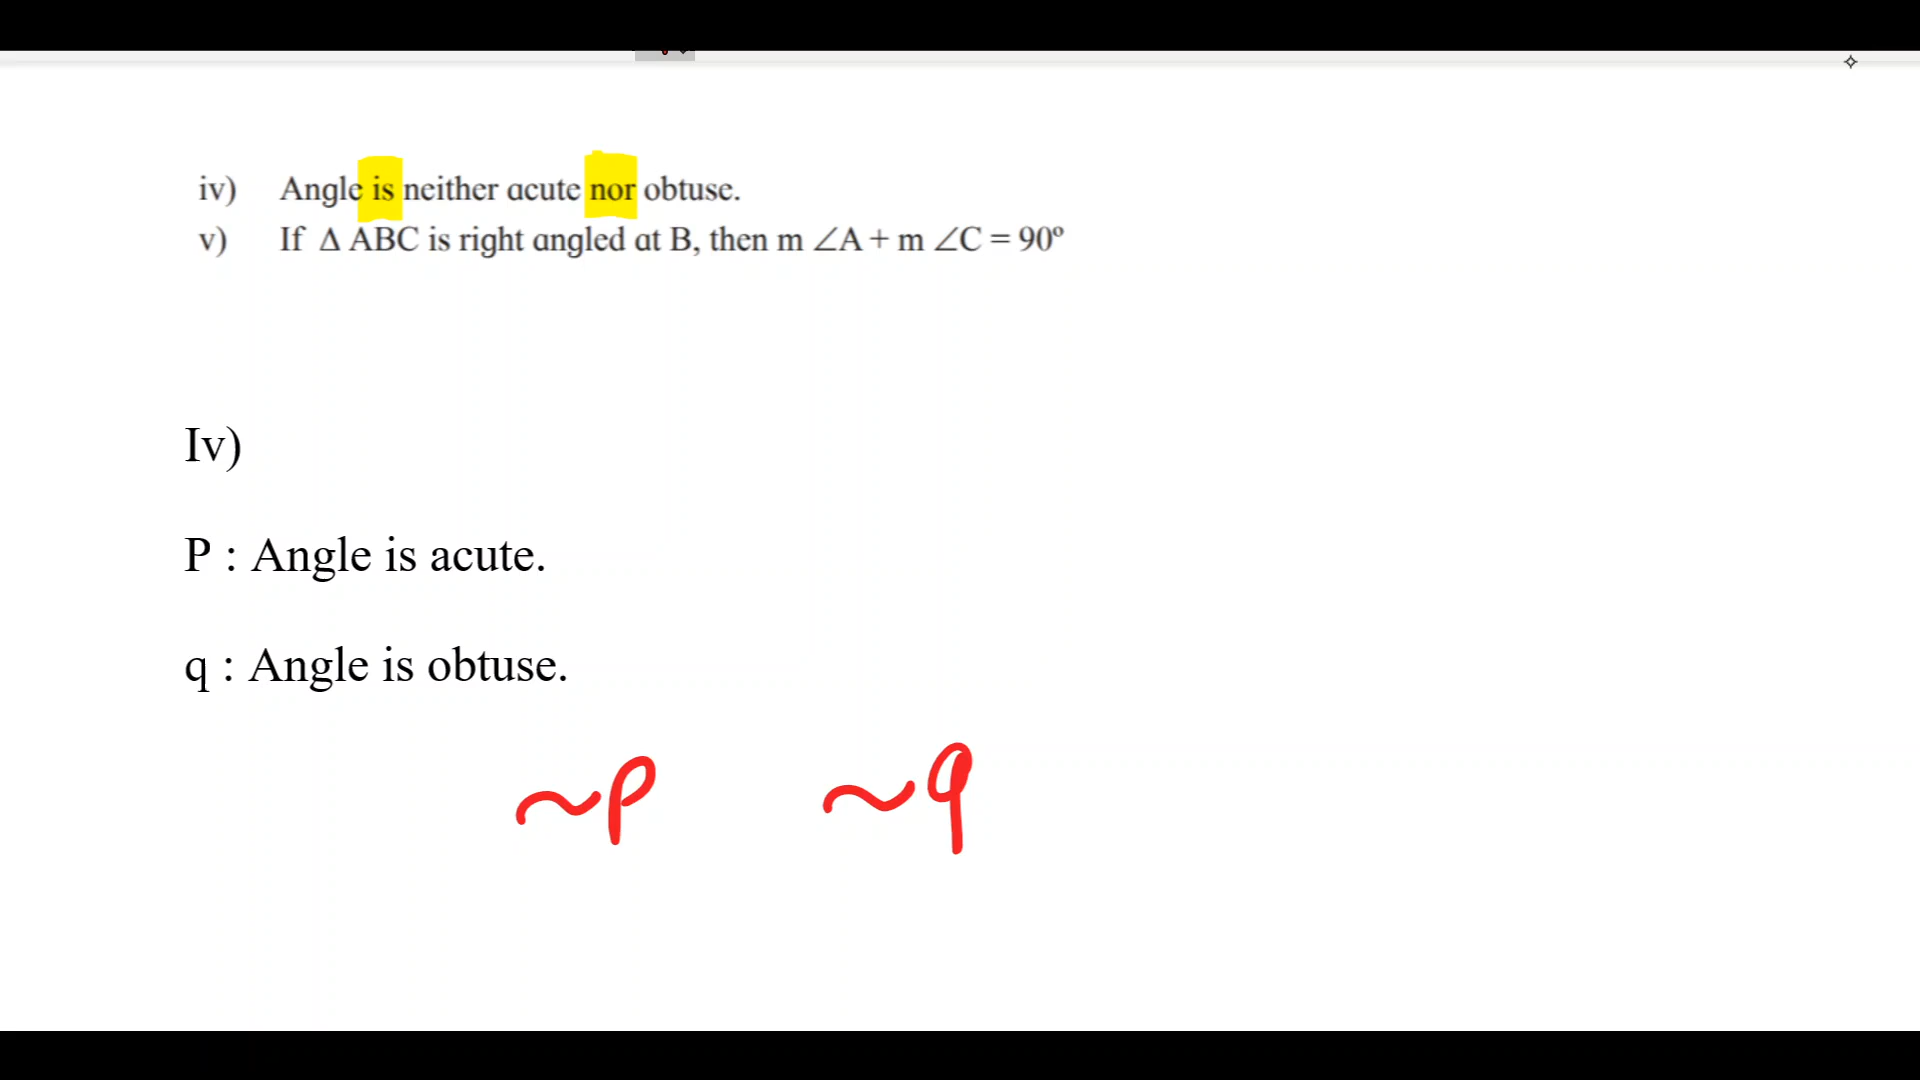 iv) Angle is neither acute nor obtuse.
v) If Δ ABC is right angled at B, then m ∠A + m ∠C = 90º
Iv)
P : Angle is acute.
q : Angle is obtuse.
~p ~q